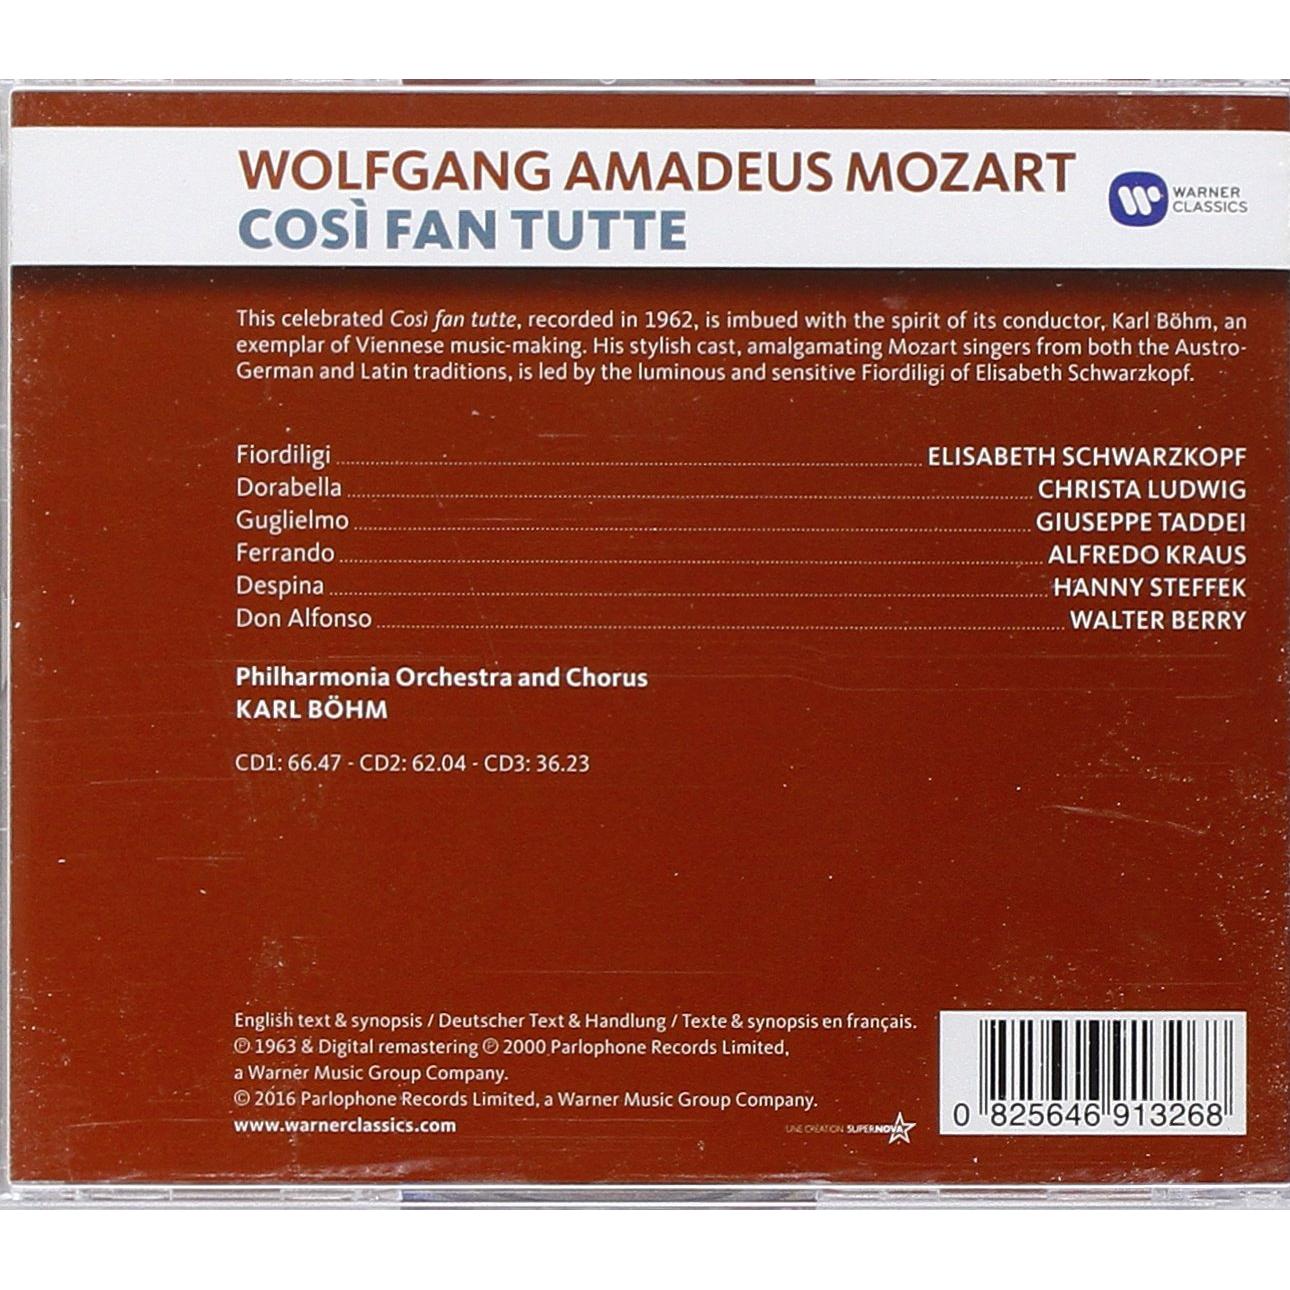 WOLFGANG AMADEUS MOZART
COSÌ FAN TUTTE
WARNER
CLASSICS
This celebrated Così fan tutte, recorded in 1962, is imbued with the spirit of its conductor, Karl Böhm, an
exemplar of Viennese music-making. His stylish cast, amalgamating Mozart singers from both the Austro-
German and Latin traditions, is led by the luminous and sensitive Fiordiligi of Elisabeth Schwarzkopf.
Fiordiligi ELISABETH SCHWARZKOPF
Dorabella CHRISTA LUDWIG
Guglielmo GIUSEPPE TADDEI
Ferrando ALFREDO KRAUS
Despina HANNY STEFFEK
Don Alfonso WALTER BERRY
Philharmonia Orchestra and Chorus
KARL BÖHM
CD1: 66.47 - CD2: 62.04 - CD3: 36.23
English text & synopsis / Deutscher Text & Handlung / Texte & synopsis en français.
℗ 1963 & Digital remastering ℗ 2000 Parlophone Records Limited,
a Warner Music Group Company.
© 2016 Parlophone Records Limited, a Warner Music Group Company.
www.warnerclassics.com
UNE CRÉATION SUPERNOVA
0 825646 913268